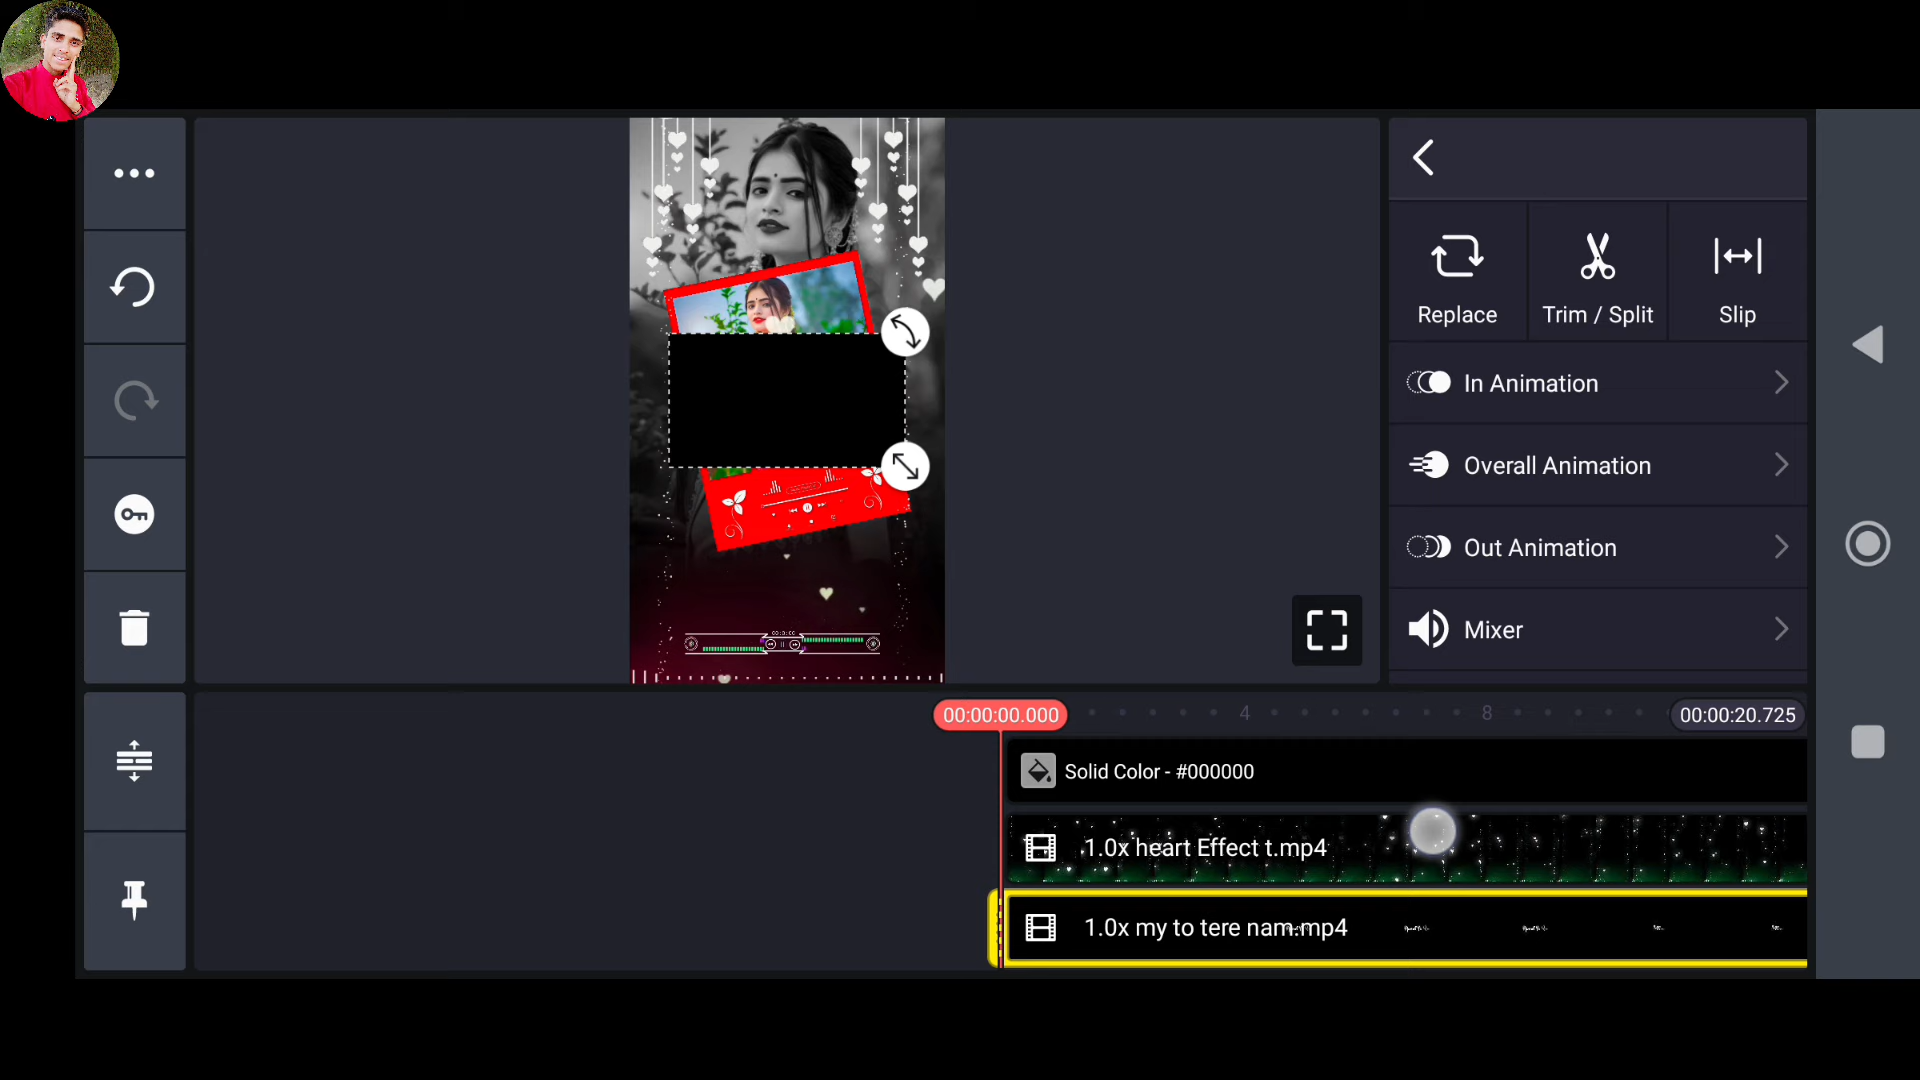 Replace
Trim / Split
Slip
In Animation
Overall Animation
Out Animation
Mixer
00:00:00.000
4
8
00:00:20.725
Solid Color - #000000
1.0x heart Effect t.mp4
1.0x my to tere nam.mp4